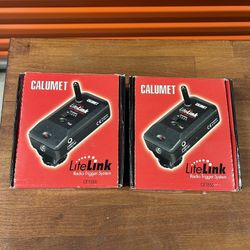 CALUMET
LiteLink
Radio Trigger System
CALUMET
LiteLink
Radio Trigger System